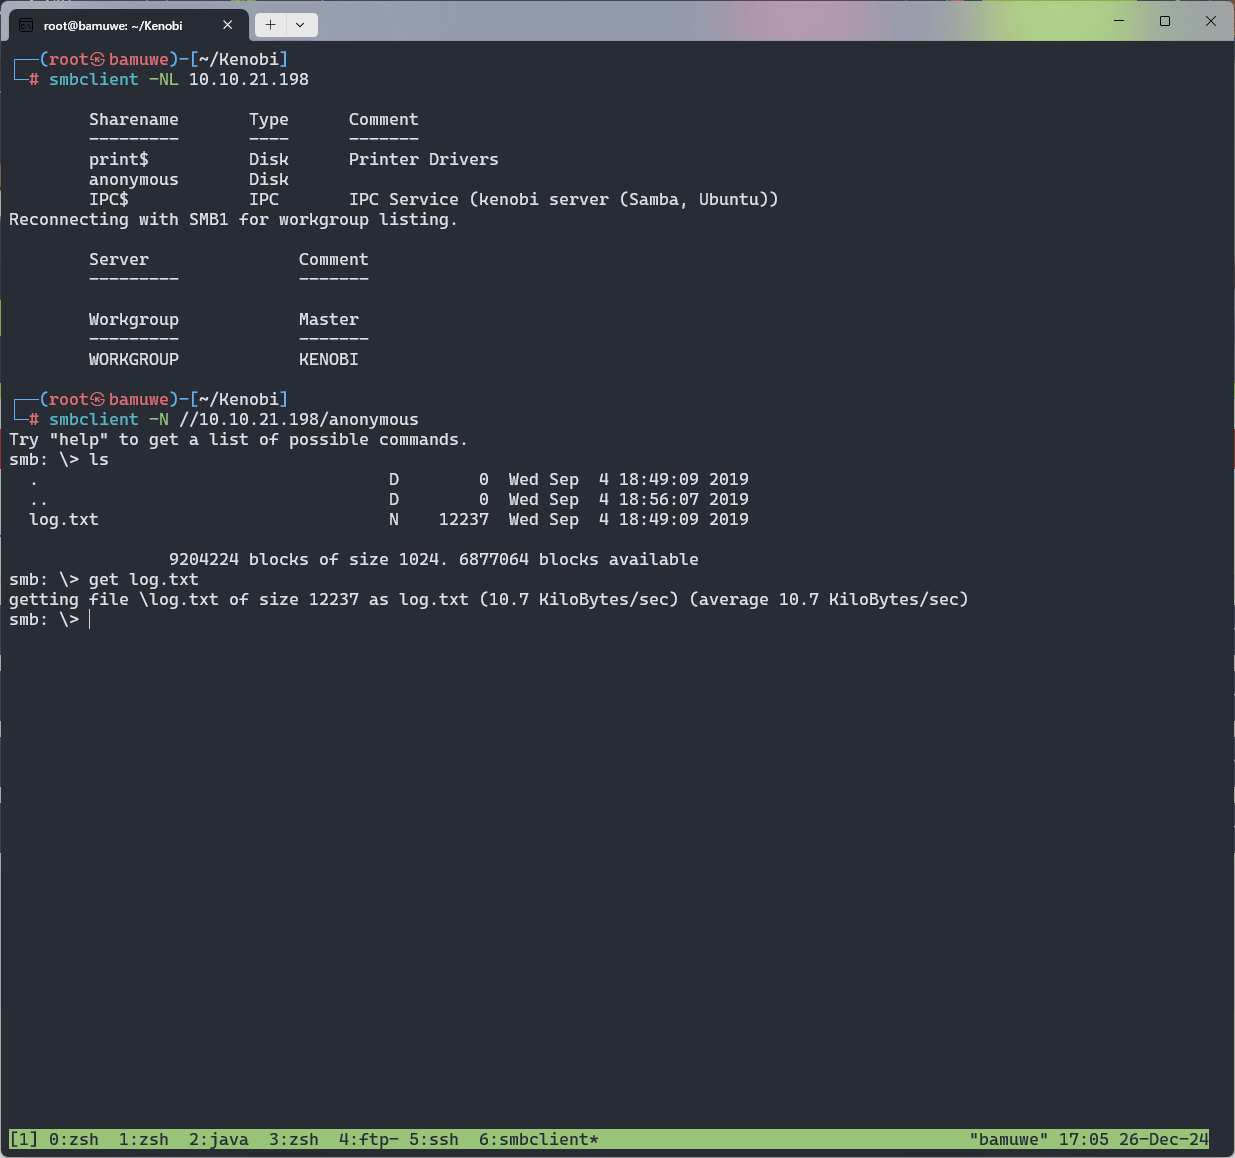 root@bamuwe: ~/Kenobi
┌──(root㉿bamuwe)-[~/Kenobi]
└─# smbclient -NL 10.10.21.198
Sharename       Type      Comment
---------       ----      -------
print$          Disk      Printer Drivers
anonymous       Disk
IPC$            IPC       IPC Service (kenobi server (Samba, Ubuntu))
Reconnecting with SMB1 for workgroup listing.
Server               Comment
---------            -------
Workgroup            Master
---------            -------
WORKGROUP            KENOBI
┌──(root㉿bamuwe)-[~/Kenobi]
└─# smbclient -N //10.10.21.198/anonymous
Try "help" to get a list of possible commands.
smb: \> ls
  .                                   D        0  Wed Sep  4 18:49:09 2019
  ..                                  D        0  Wed Sep  4 18:56:07 2019
  log.txt                             N    12237  Wed Sep  4 18:49:09 2019
9204224 blocks of size 1024. 6877064 blocks available
smb: \> get log.txt
getting file \log.txt of size 12237 as log.txt (10.7 KiloBytes/sec) (average 10.7 KiloBytes/sec)
smb: \>
[1] 0:zsh  1:zsh  2:java  3:zsh  4:ftp- 5:ssh  6:smbclient*  "bamuwe" 17:05 26-Dec-24